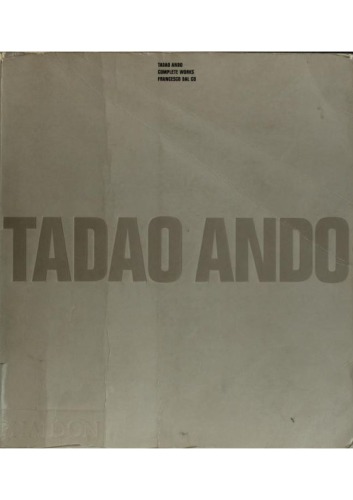 TADAO ANDO
COMPLETE WORKS
FRANCESCO DAL CO
TADAO ANDO